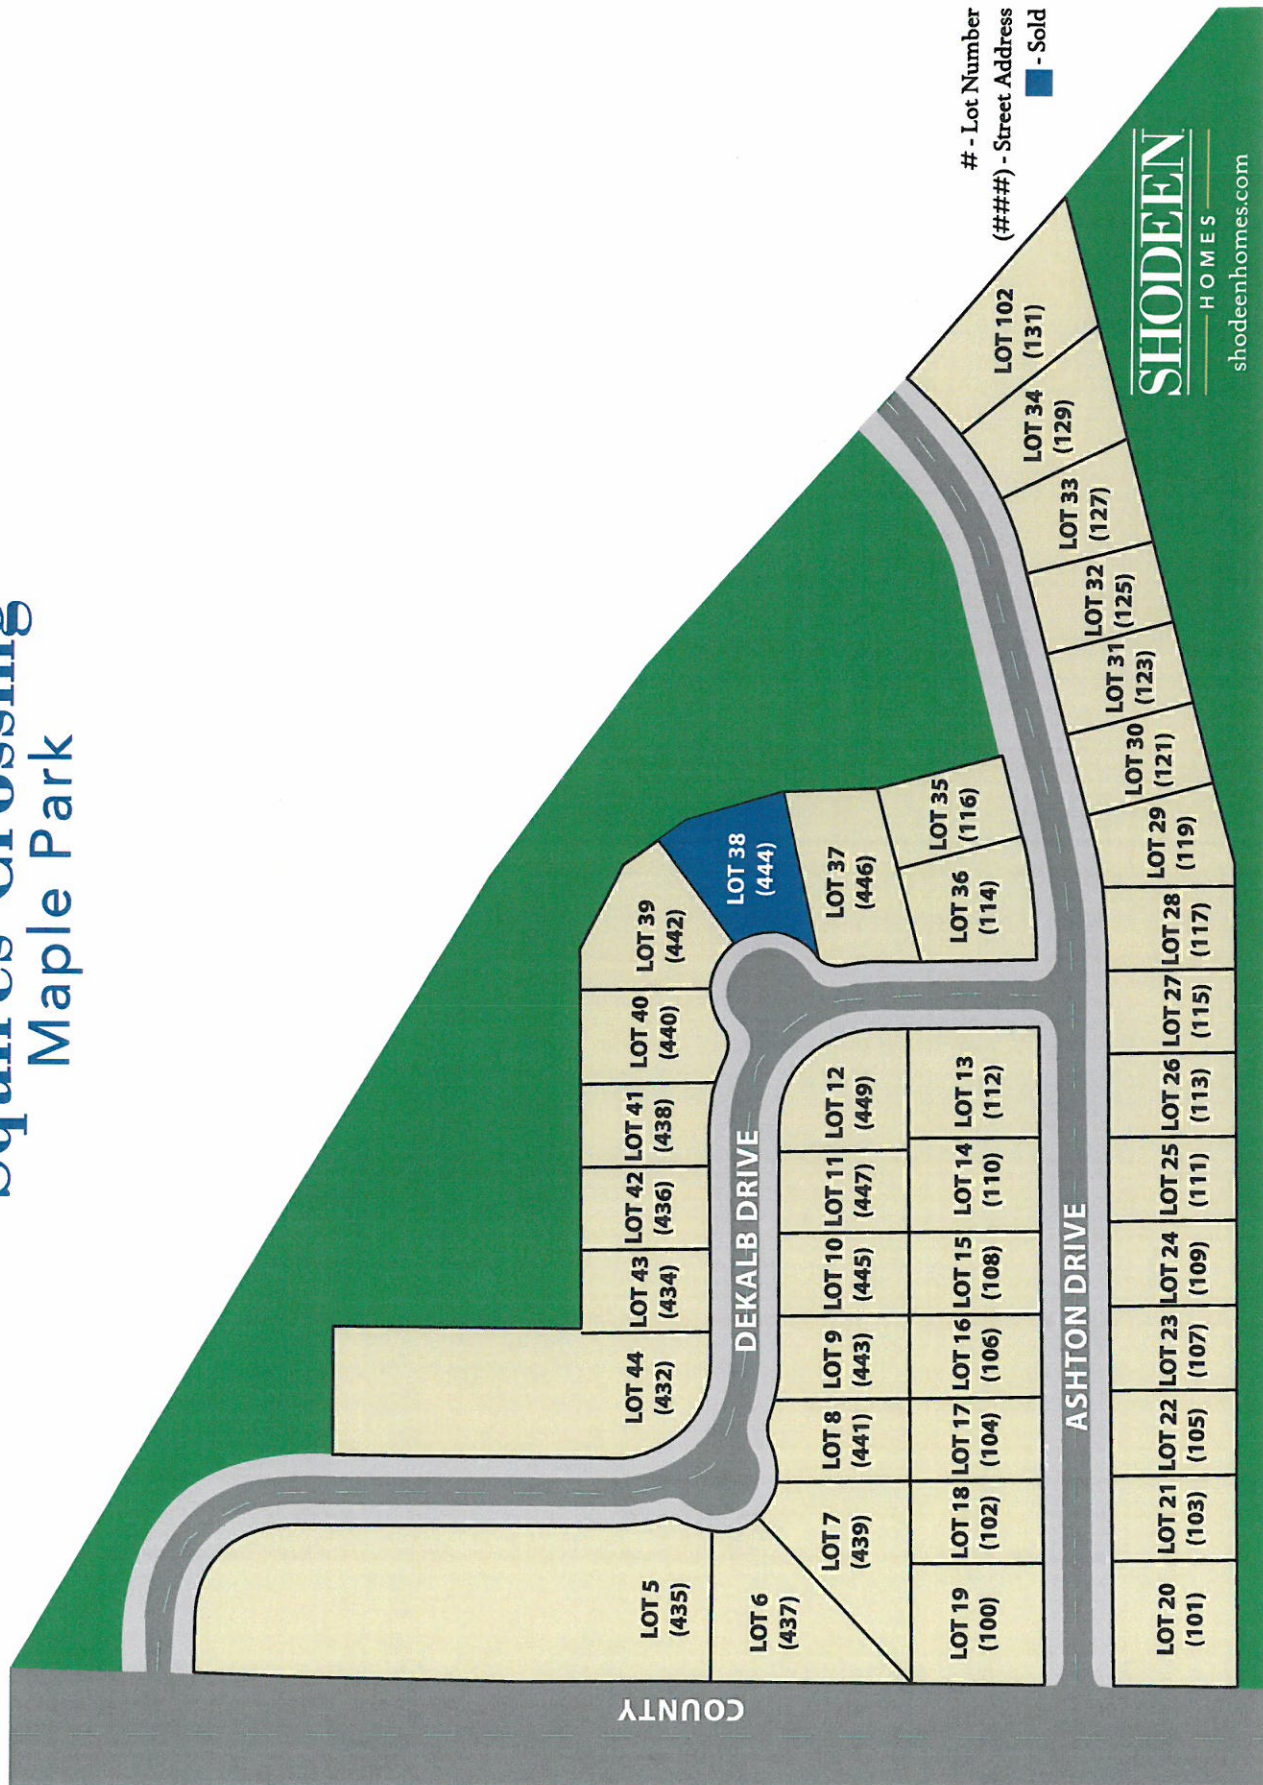 Squires Crossing
Maple Park
LOT 44
(432)
LOT 43
(434)
LOT 42
(436)
LOT 41
(438)
LOT 40
(440)
LOT 39
(442)
LOT 38
(444)
LOT 37
(446)
LOT 35
(116)
LOT 36
(114)
LOT 5
(435)
LOT 6
(437)
LOT 7
(439)
LOT 8
(441)
LOT 9
(443)
LOT 10
(445)
LOT 11
(447)
LOT 12
(449)
COUNTY
DEKALB DRIVE
LOT 19
(100)
LOT 18
(102)
LOT 17
(104)
LOT 16
(106)
LOT 15
(108)
LOT 14
(110)
LOT 13
(112)
ASHTON DRIVE
LOT 20
(101)
LOT 21
(103)
LOT 22
(105)
LOT 23
(107)
LOT 24
(109)
LOT 25
(111)
LOT 26
(113)
LOT 27
(115)
LOT 28
(117)
LOT 29
(119)
LOT 30
(121)
LOT 31
(123)
LOT 32
(125)
LOT 33
(127)
LOT 34
(129)
LOT 102
(131)
# - Lot Number
(###) - Street Address
- Sold
SHODEEN
HOMES
shodeenhomes.com